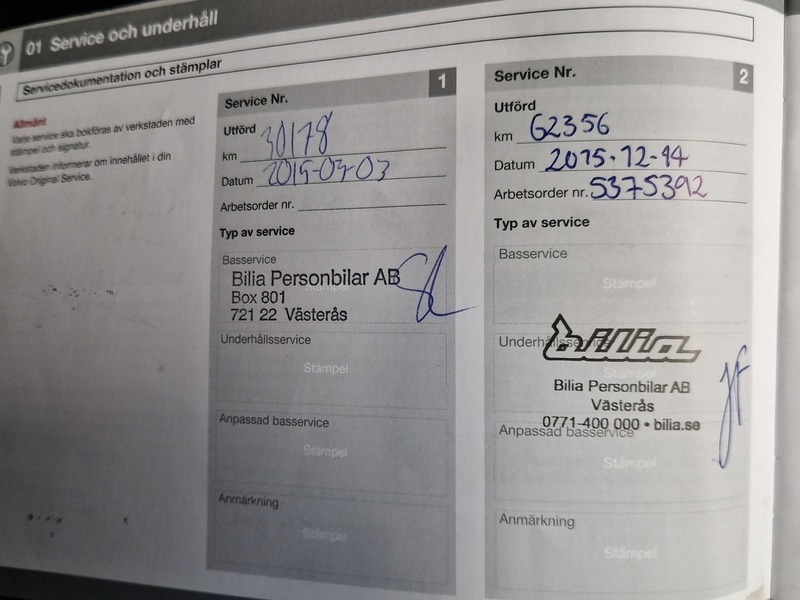 01 Service och underhåll
Servicedokumentation och stämplar
Allmänt
Varje service ska bokföras av verkstaden med
stämpel och signatur.
Verkstaden informerar om innehållet i din
Volvo Original Service.
Service Nr. 1
Utförd
km 30178
Datum 2015-03-03
Arbetsorder nr.
Typ av service
Basservice
Stämpel
Bilia Personbilar AB
Box 801
721 22 Västerås
Underhållsservice
Stämpel
Anpassad basservice
Stämpel
Anmärkning
Stämpel
Service Nr. 2
Utförd
km 62356
Datum 2015-12-14
Arbetsorder nr. 5375392
Typ av service
Basservice
Stämpel
Underhållsservice
Stämpel
bilia
Bilia Personbilar AB
Västerås
0771-400 000 • bilia.se
Anpassad basservice
Stämpel
Anmärkning
Stämpel